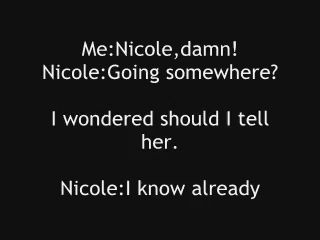 Me:Nicole,damn!
Nicole:Going somewhere?
I wondered should I tell
her.
Nicole:I know already